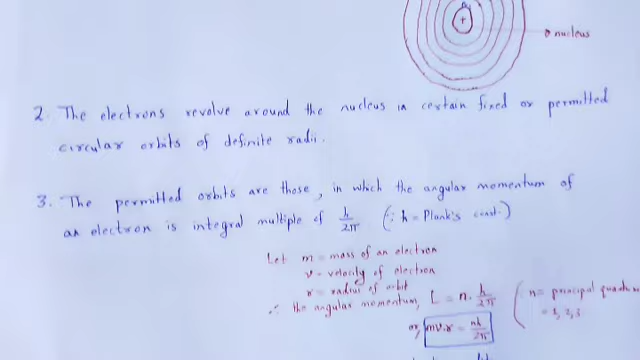 +
nucleus
2. The electrons revolve around the nucleus in certain fixed or permitted
circular orbits of definite radii.
3. The permitted orbits are those, in which the angular momentum of
an electron is integral multiple of h/2π (∵ h = Plank's const.)
Let m = mass of an electron
v = velocity of electron
r = radius of orbit
∴ the angular momentum, L = n. h/2π ( n = principal quantum
= 1, 2, 3
or, mv.r = nh/2π